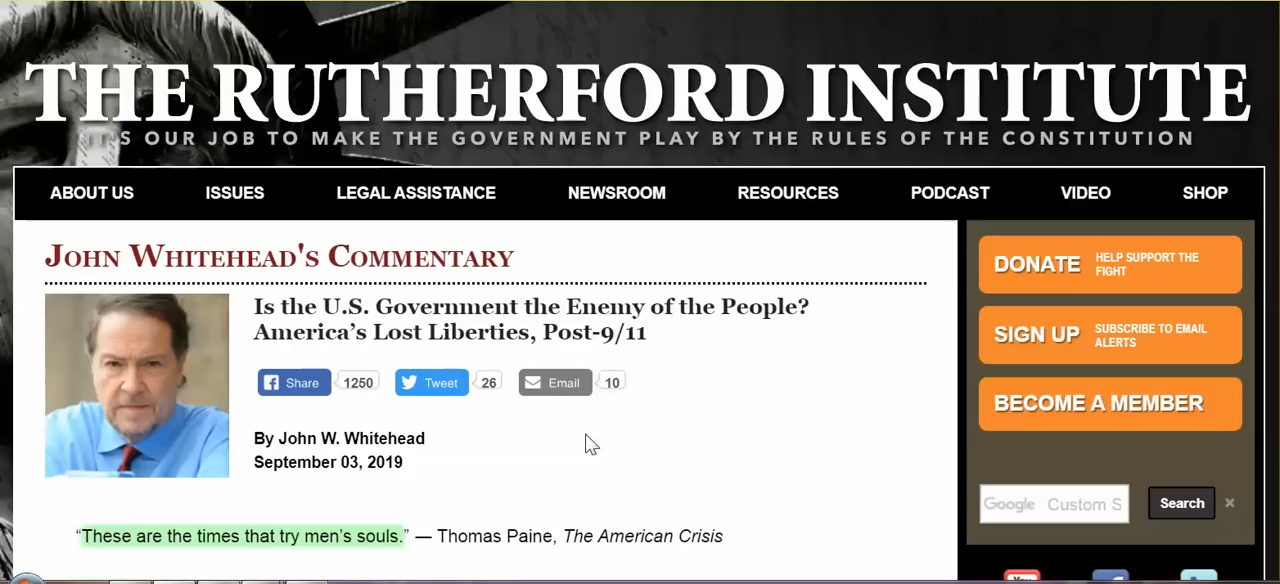 THE RUTHERFORD INSTITUTE
IT'S OUR JOB TO MAKE THE GOVERNMENT PLAY BY THE RULES OF THE CONSTITUTION
ABOUT US ISSUES LEGAL ASSISTANCE NEWSROOM RESOURCES PODCAST VIDEO SHOP
John Whitehead's Commentary
Is the U.S. Government the Enemy of the People?
America’s Lost Liberties, Post-9/11
Share 1250 Tweet 26 Email 10
By John W. Whitehead
September 03, 2019
“These are the times that try men’s souls.” — Thomas Paine, The American Crisis
DONATE HELP SUPPORT THE
FIGHT
SIGN UP SUBSCRIBE TO EMAIL
ALERTS
BECOME A MEMBER
Google Custom S Search ×
You